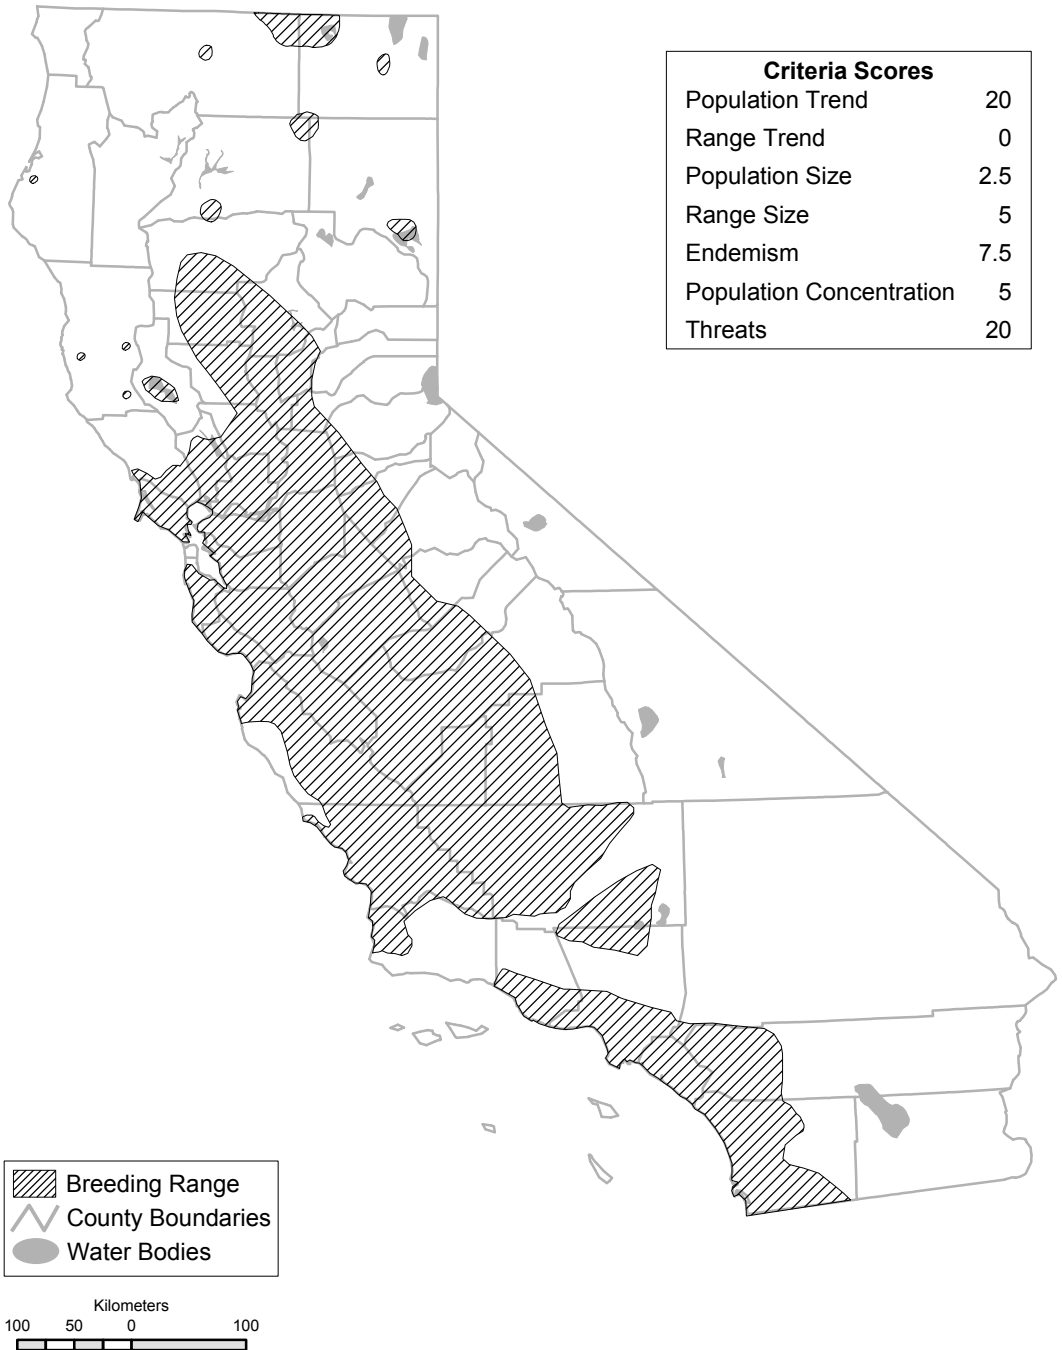 Criteria Scores
Population Trend 20
Range Trend 0
Population Size 2.5
Range Size 5
Endemism 7.5
Population Concentration 5
Threats 20
Breeding Range
County Boundaries
Water Bodies
Kilometers
100 50 0 100